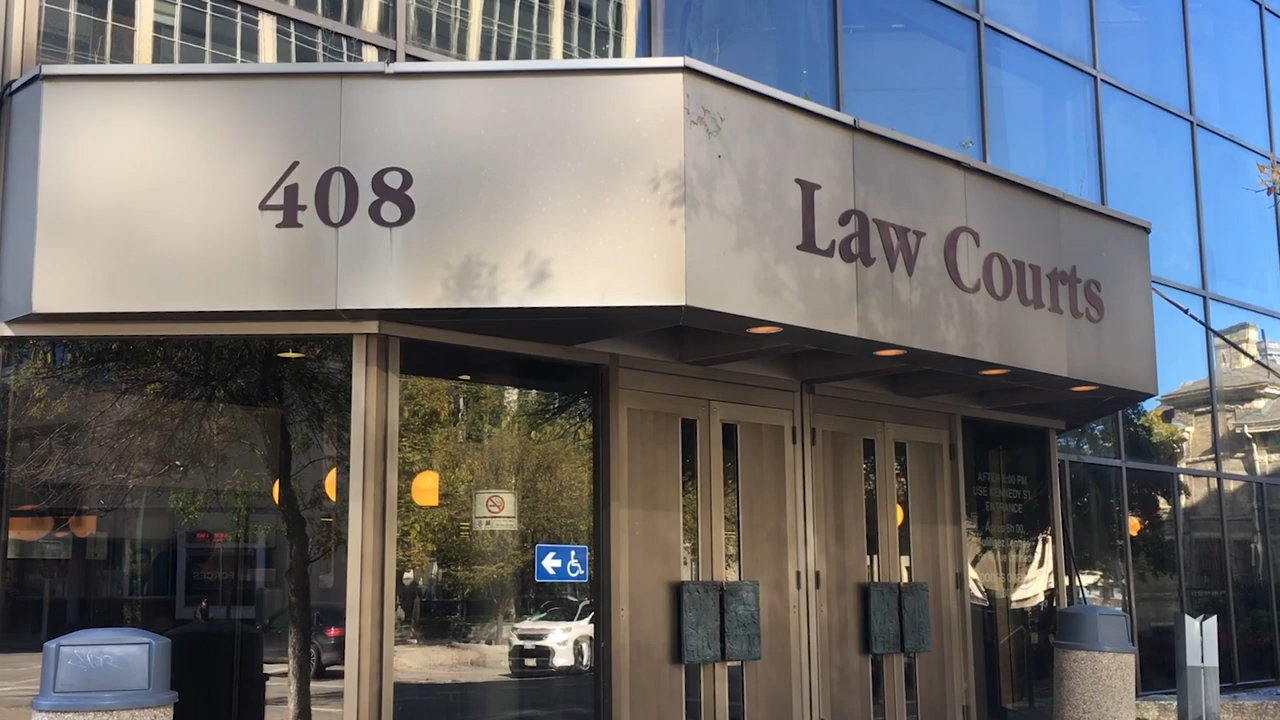 408
Law Courts
AFTER 5:00 PM
USE KENNEDY ST.
ENTRANCE